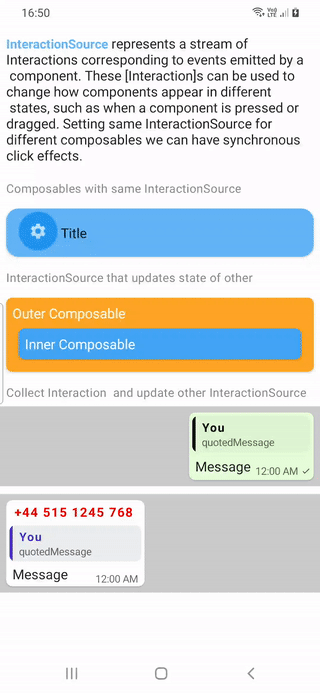 16:50
Vo)) LTE
InteractionSource represents a stream of
Interactions corresponding to events emitted by a
component. These [Interaction]s can be used to
change how components appear in different
states, such as when a component is pressed or
dragged. Setting same InteractionSource for
different composables we can have synchronous
click effects.
Composables with same InteractionSource
Title
InteractionSource that updates state of other
Outer Composable
Inner Composable
Collect Interaction  and update other InteractionSource
You
quotedMessage
Message 12:00 AM ✓
+44 515 1245 768
You
quotedMessage
Message 12:00 AM